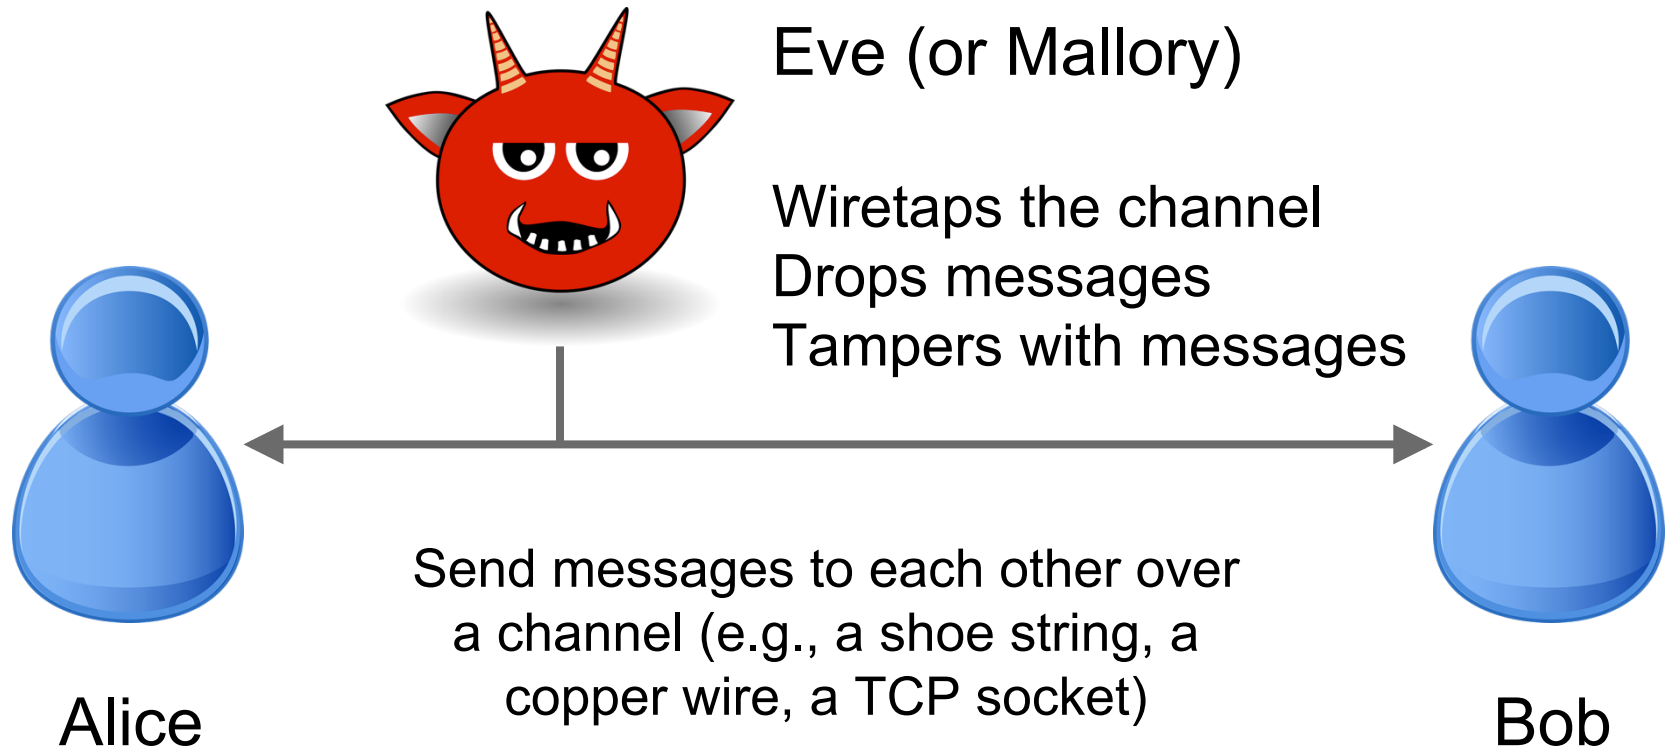 Eve (or Mallory)
Wiretaps the channel
Drops messages
Tampers with messages
Send messages to each other over
a channel (e.g., a shoe string, a
copper wire, a TCP socket)
Alice
Bob